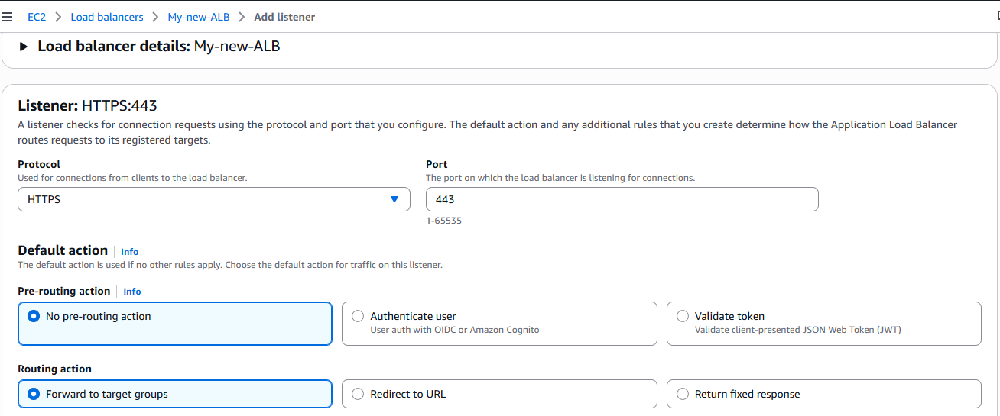 EC2 > Load balancers > My-new-ALB > Add listener
Load balancer details: My-new-ALB
Listener: HTTPS:443
A listener checks for connection requests using the protocol and port that you configure. The default action and any additional rules that you create determine how the Application Load Balancer
routes requests to its registered targets.
Protocol Port
Used for connections from clients to the load balancer. The port on which the load balancer is listening for connections.
HTTPS 443
1-65535
Default action | Info
The default action is used if no other rules apply. Choose the default action for traffic on this listener.
Pre-routing action | Info
No pre-routing action Authenticate user Validate token
User auth with OIDC or Amazon Cognito Validate client-presented JSON Web Token (JWT)
Routing action
Forward to target groups Redirect to URL Return fixed response